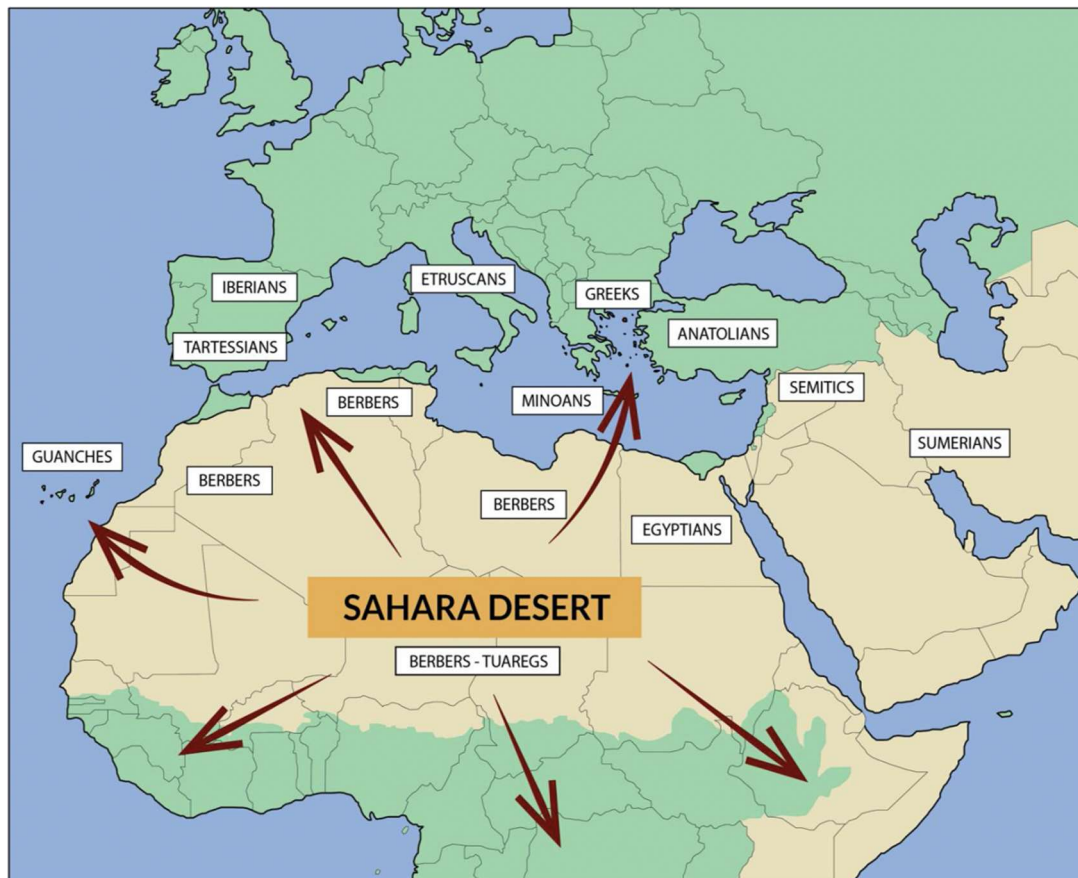 ETRUSCANS
IBERIANS
GREEKS
ANATOLIANS
TARTESSIANS
SEMITICS
BERBERS
MINOANS
SUMERIANS
GUANCHES
BERBERS
BERBERS
EGYPTIANS
SAHARA DESERT
BERBERS - TUAREGS